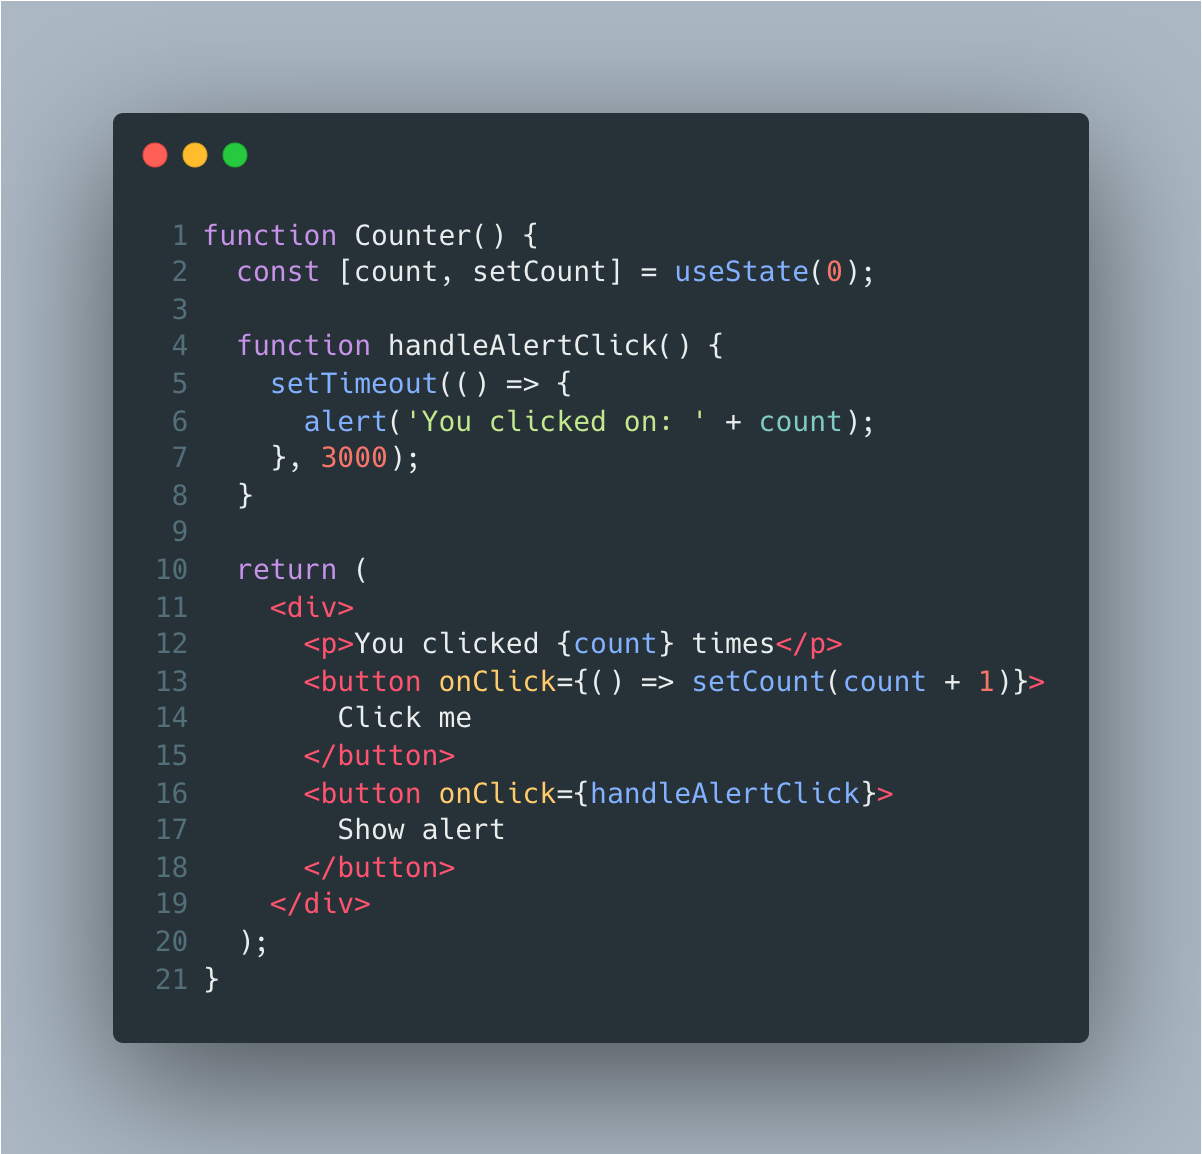 1 function Counter() {
2   const [count, setCount] = useState(0);
3
4   function handleAlertClick() {
5     setTimeout(() => {
6       alert('You clicked on: ' + count);
7     }, 3000);
8   }
9
10   return (
11     <div>
12       <p>You clicked {count} times</p>
13       <button onClick={() => setCount(count + 1)}>
14         Click me
15       </button>
16       <button onClick={handleAlertClick}>
17         Show alert
18       </button>
19     </div>
20   );
21 }